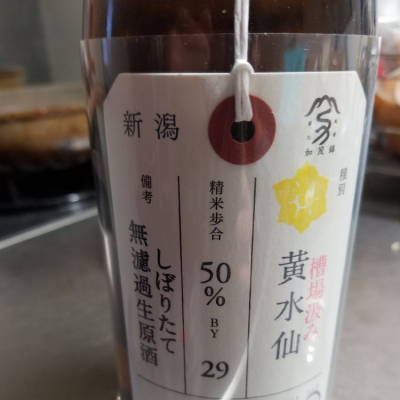 新潟
加茂錦
種別
槽場汲み
黄水仙
精米歩合
50%
BY
29
備考
しぼりたて
無濾過生原酒